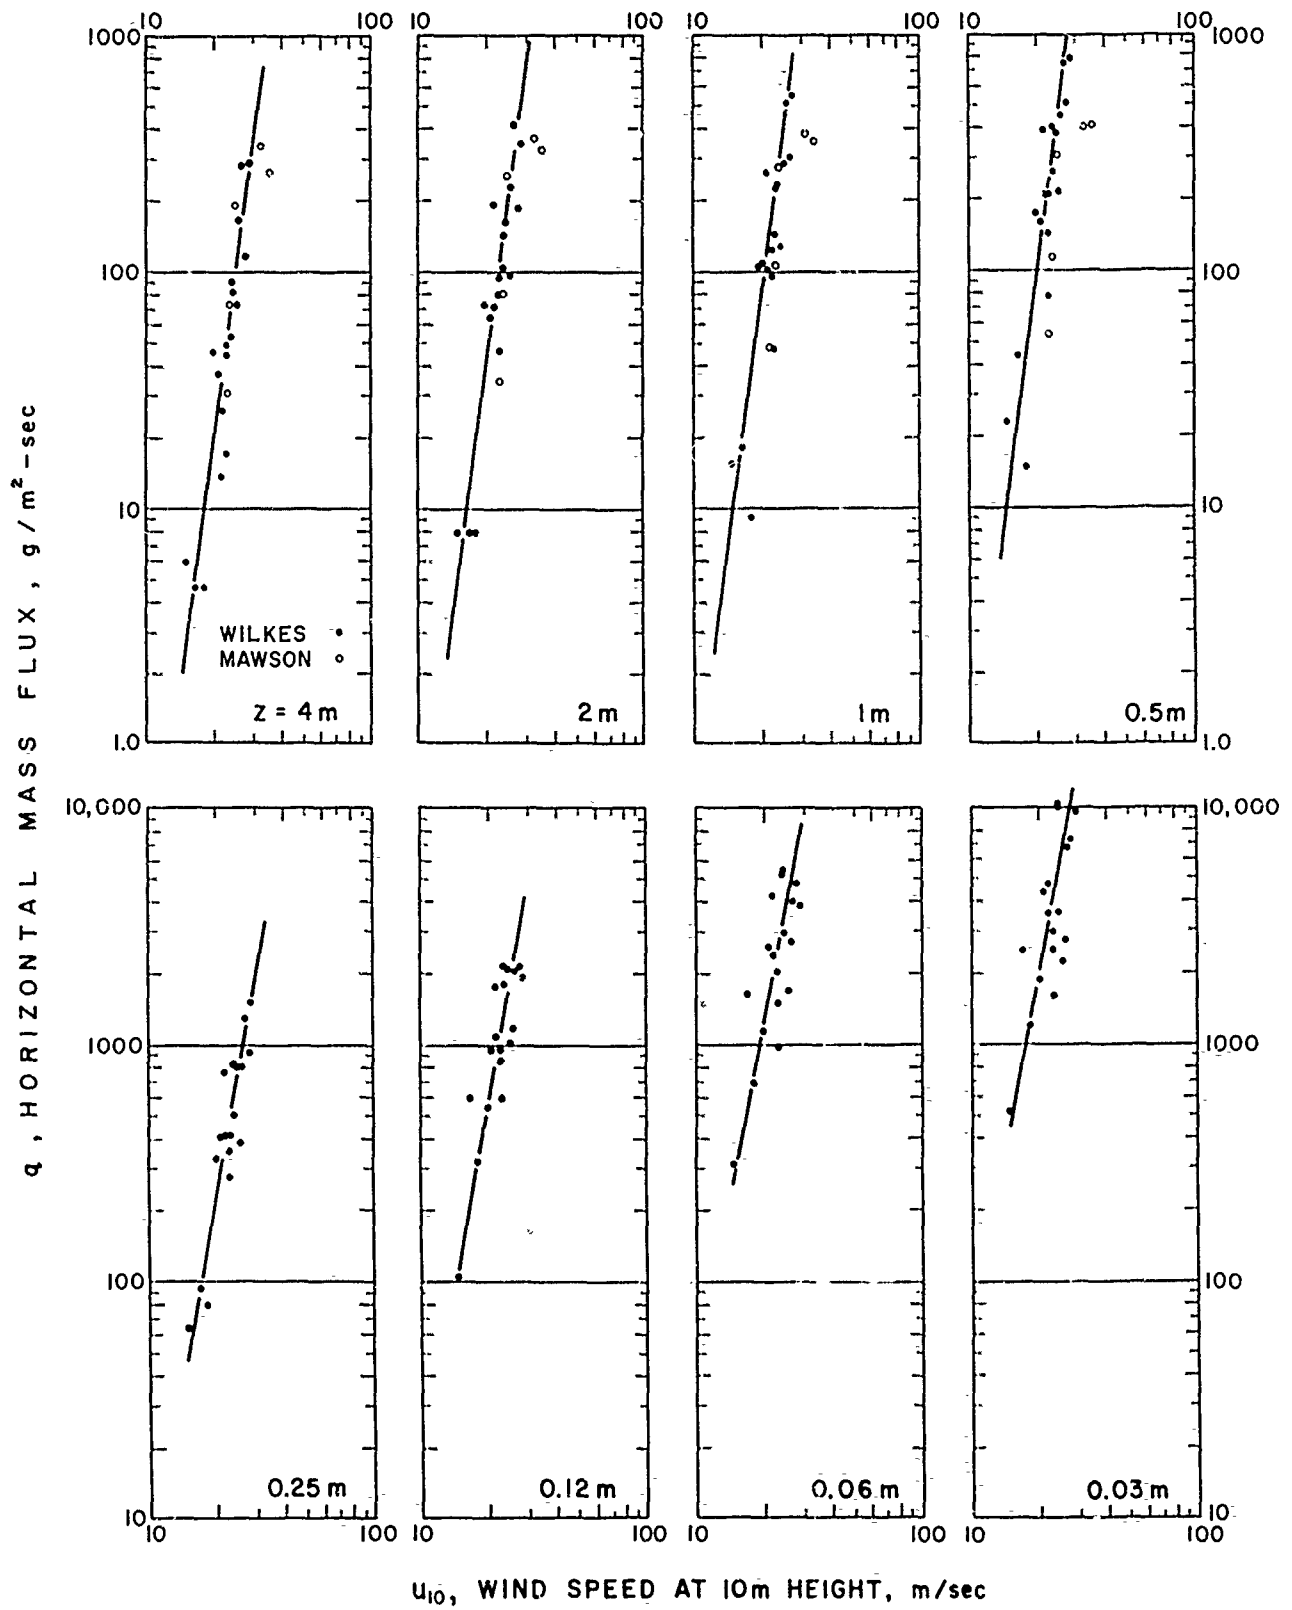 10 100 10 100 10 100 10 100
1000 1000
100 100
10 10
WILKES
MAWSON
z = 4 m 2 m 1 m 0.5 m
1.0 1.0
10,000 10,000
1000 1000
100 100
0.25 m 0.12 m 0.06 m 0.03 m
10 10
10 100 10 100 10 100 10 100
q, HORIZONTAL MASS FLUX, g/m²-sec
u₁₀, WIND SPEED AT 10m HEIGHT, m/sec